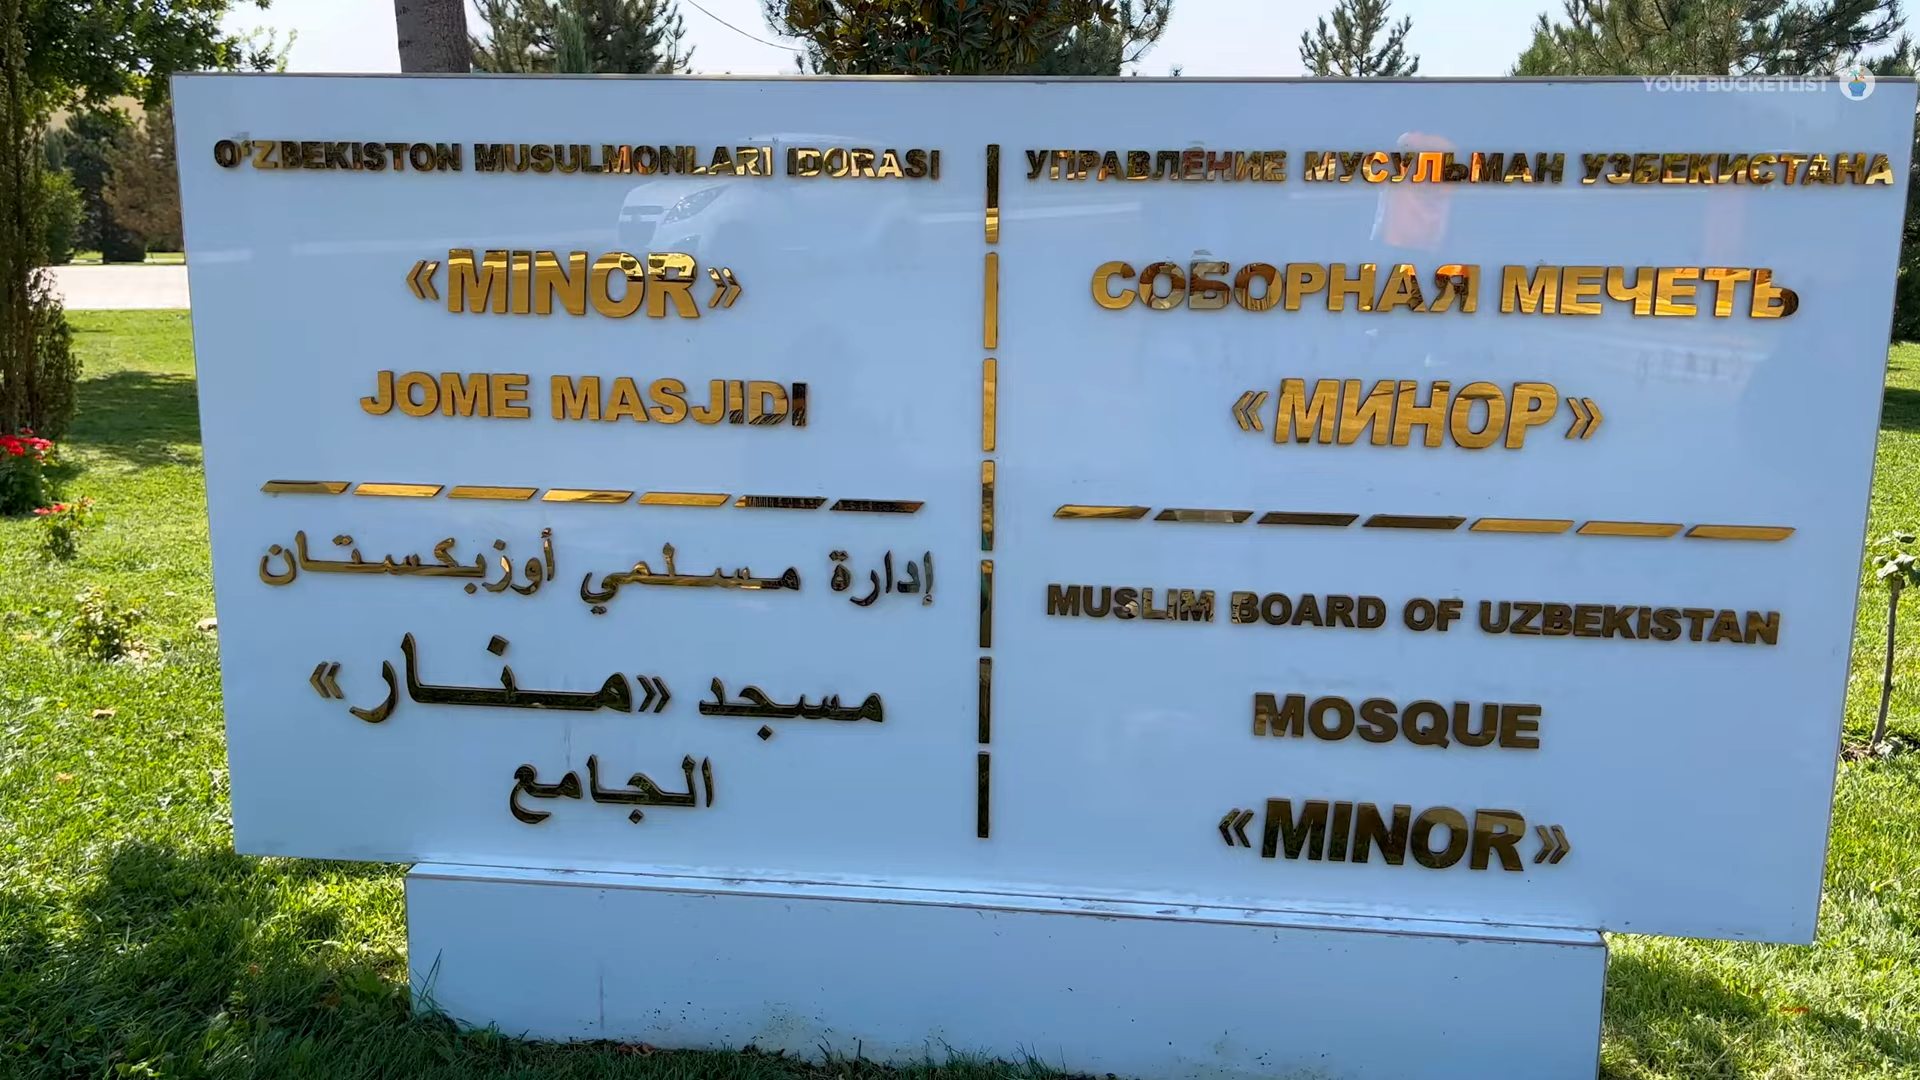 O‘ZBEKISTON MUSULMONLARI IDORASI
«MINOR»
JOME MASJIDI
إدارة مسلمي أوزبكستان
مسجد «منار»
الجامع
УПРАВЛЕНИЕ МУСУЛЬМАН УЗБЕКИСТАНА
СОБОРНАЯ МЕЧЕТЬ
«МИНОР»
MUSLIM BOARD OF UZBEKISTAN
MOSQUE
«MINOR»
YOUR BUCKETLIST